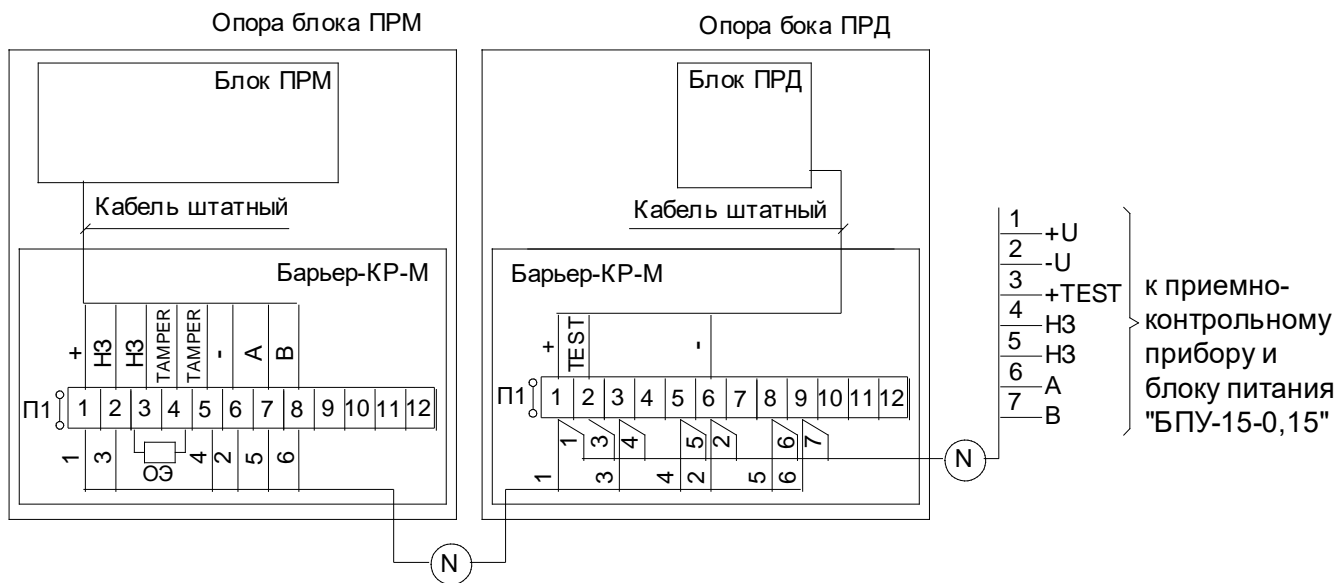 Опора блока ПРМ
Опора бока ПРД
Блок ПРМ
Блок ПРД
Кабель штатный
Кабель штатный
Барьер-КР-М
Барьер-КР-М
+ НЗ НЗ TAMPER TAMPER - A B
П1 1 2 3 4 5 6 7 8 9 10 11 12
1 3 ОЭ 4 2 5 6
N
+ TEST -
П1 1 2 3 4 5 6 7 8 9 10 11 12
1 3 4 5 2 6 7
1 3 4 2 5 6
N
1 +U
2 -U
3 +TEST
4 НЗ
5 НЗ
6 A
7 B
к приемно-
контрольному
прибору и
блоку питания
"БПУ-15-0,15"